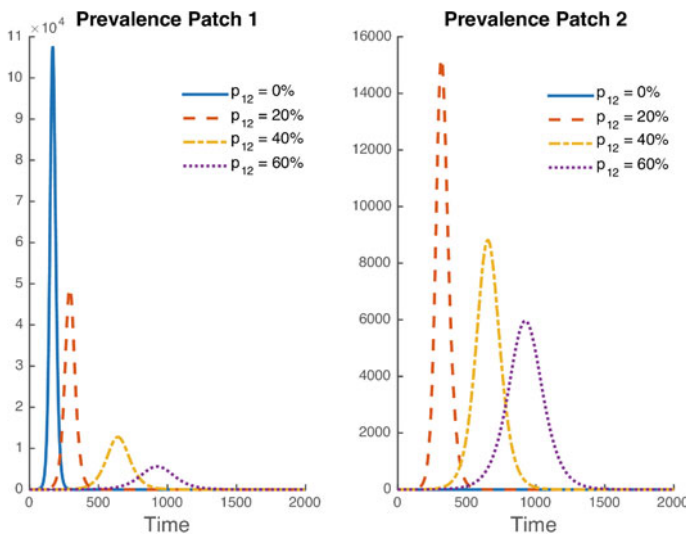 Prevalence Patch 1
× 10⁴
11
10
9
8
7
6
5
4
3
2
1
0
0 500 1000 1500 2000
Time
p₁₂ = 0%
p₁₂ = 20%
p₁₂ = 40%
p₁₂ = 60%
Prevalence Patch 2
16000
14000
12000
10000
8000
6000
4000
2000
0
0 500 1000 1500 2000
Time
p₁₂ = 0%
p₁₂ = 20%
p₁₂ = 40%
p₁₂ = 60%